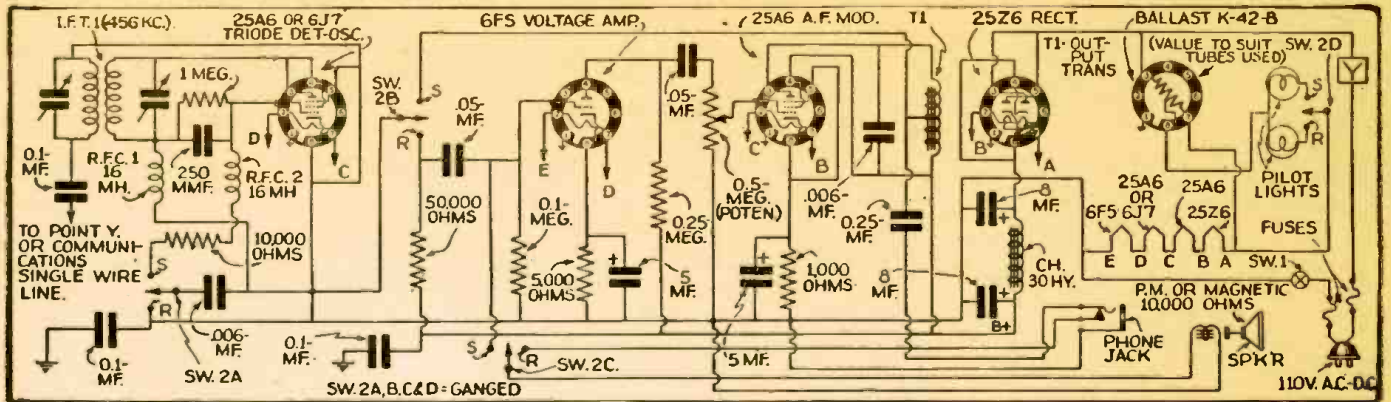 I.F.T. 1 (456 KC.)
25A6 OR 6J7
TRIODE DET-OSC.
6FS VOLTAGE AMP.
25A6 A.F. MOD.
T1
25Z6 RECT.
BALLAST K-42-B
(VALUE TO SUIT
TUBES USED)
T1-OUT-
PUT
TRANS
SW. 2D
Y
1 MEG.
D
C
SW.
2B
S
R
.05-
MF.
E
D
.05-
MF.
C
B
B
A
S
R
PILOT
LIGHTS
0.1-
MF.
R.F.C. 1
16
MH.
250
MMF.
R.F.C. 2
16 MH
50,000
OHMS
0.1-
MEG.
0.25
MEG.
0.5-
MEG.
(POTEN)
.006-
MF.
0.25-
MF.
8
MF.
25A6
OR
6F5 6J7
25A6
25Z6
FUSES
TO POINT Y.
OR COMMUNI-
CATIONS
SINGLE WIRE
LINE.
10,000
OHMS
S
R
5,000
OHMS
+
5
MF.
+
1,000
OHMS
+
8
MF.
+
CH.
30 HY.
E D C B A
SW.1
P.M. OR MAGNETIC
10,000 OHMS
0.1-
MF.
.006-
MF.
SW. 2A
0.1-
MF.
S
R
SW. 2C.
5 MF.
B+
PHONE
JACK
SP'K'R
110V. A.C.-D.C.
SW. 2A, B, C & D = GANGED